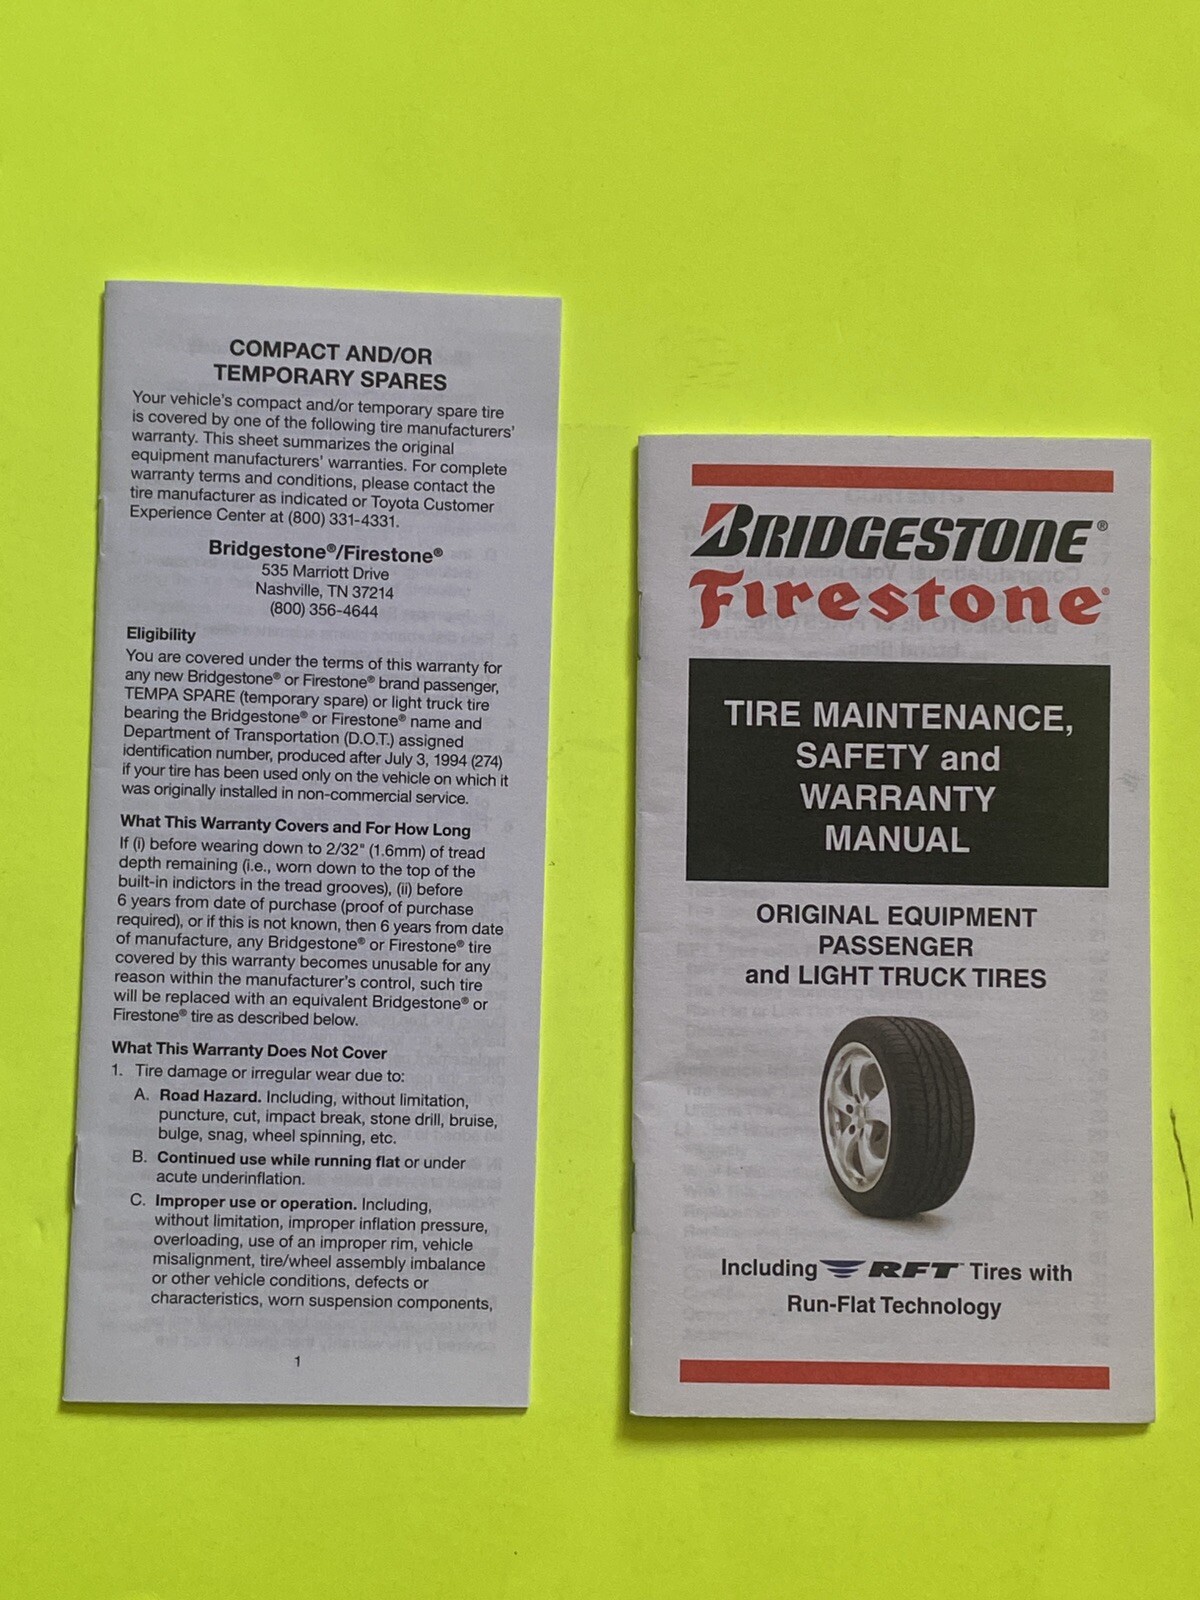 COMPACT AND/OR
TEMPORARY SPARES
Your vehicle's compact and/or temporary spare tire
is covered by one of the following tire manufacturers'
warranty. This sheet summarizes the original
equipment manufacturers' warranties. For complete
warranty terms and conditions, please contact the
tire manufacturer as indicated or Toyota Customer
Experience Center at (800) 331-4331.
Bridgestone®/Firestone®
535 Marriott Drive
Nashville, TN 37214
(800) 356-4644
Eligibility
You are covered under the terms of this warranty for
any new Bridgestone® or Firestone® brand passenger,
TEMPA SPARE (temporary spare) or light truck tire
bearing the Bridgestone® or Firestone® name and
Department of Transportation (D.O.T.) assigned
identification number, produced after July 3, 1994 (274)
if your tire has been used only on the vehicle on which it
was originally installed in non-commercial service.
What This Warranty Covers and For How Long
If (i) before wearing down to 2/32" (1.6mm) of tread
depth remaining (i.e., worn down to the top of the
built-in indictors in the tread grooves), (ii) before
6 years from date of purchase (proof of purchase
required), or if this is not known, then 6 years from date
of manufacture, any Bridgestone® or Firestone® tire
covered by this warranty becomes unusable for any
reason within the manufacturer's control, such tire
will be replaced with an equivalent Bridgestone® or
Firestone® tire as described below.
What This Warranty Does Not Cover
1. Tire damage or irregular wear due to:
A. Road Hazard. Including, without limitation,
puncture, cut, impact break, stone drill, bruise,
bulge, snag, wheel spinning, etc.
B. Continued use while running flat or under
acute underinflation.
C. Improper use or operation. Including,
without limitation, improper inflation pressure,
overloading, use of an improper rim, vehicle
misalignment, tire/wheel assembly imbalance
or other vehicle conditions, defects or
characteristics, worn suspension components,
1
BRIDGESTONE®
Firestone®
TIRE MAINTENANCE,
SAFETY and
WARRANTY
MANUAL
ORIGINAL EQUIPMENT
PASSENGER
and LIGHT TRUCK TIRES
Including RFT™ Tires with
Run-Flat Technology